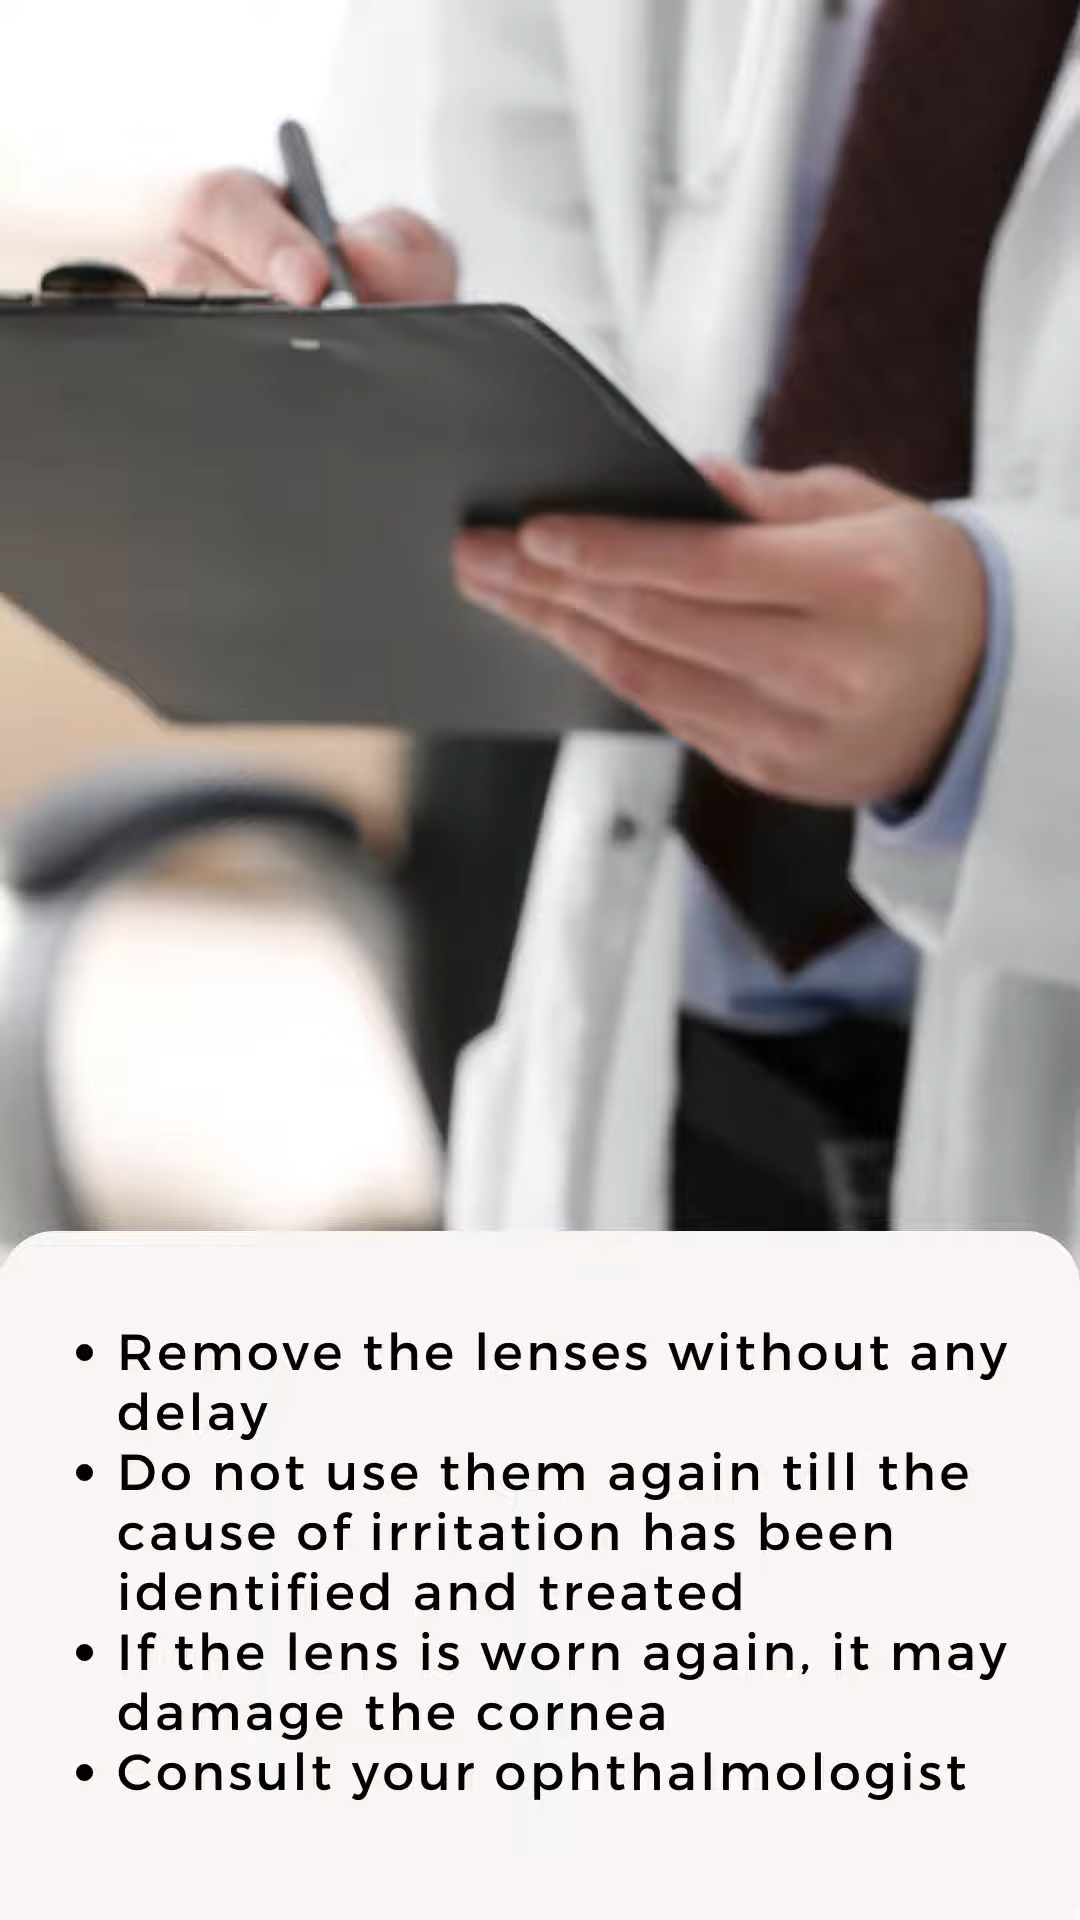 • Remove the lenses without any
delay
• Do not use them again till the
cause of irritation has been
identified and treated
• If the lens is worn again, it may
damage the cornea
• Consult your ophthalmologist